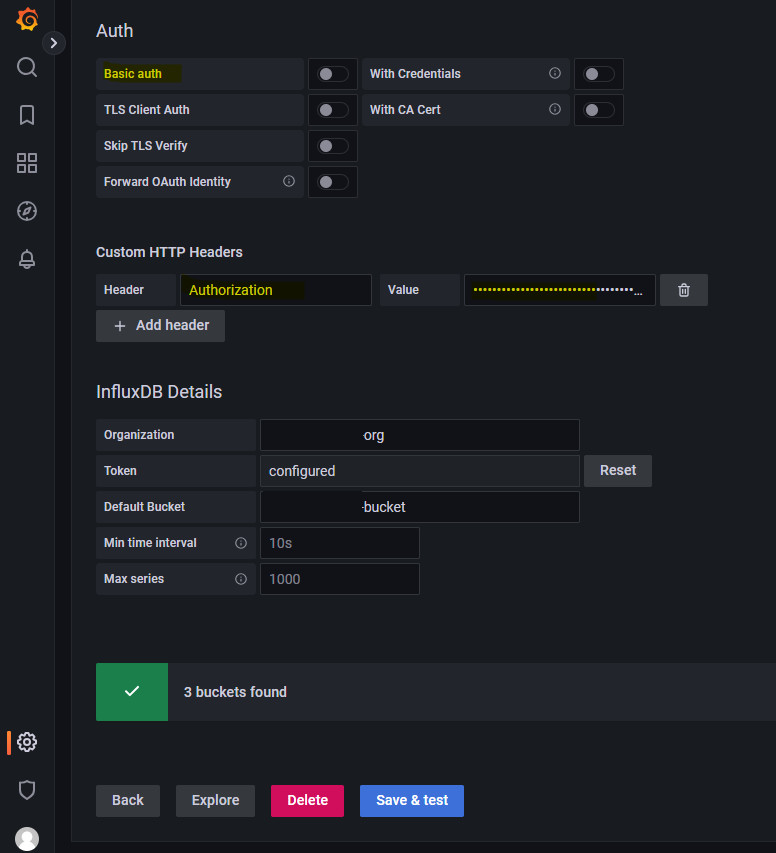 Auth
Basic auth
With Credentials
TLS Client Auth
With CA Cert
Skip TLS Verify
Forward OAuth Identity
Custom HTTP Headers
Header Authorization Value
+ Add header
InfluxDB Details
Organization -org
Token configured Reset
Default Bucket -bucket
Min time interval 10s
Max series 1000
3 buckets found
Back Explore Delete Save & test